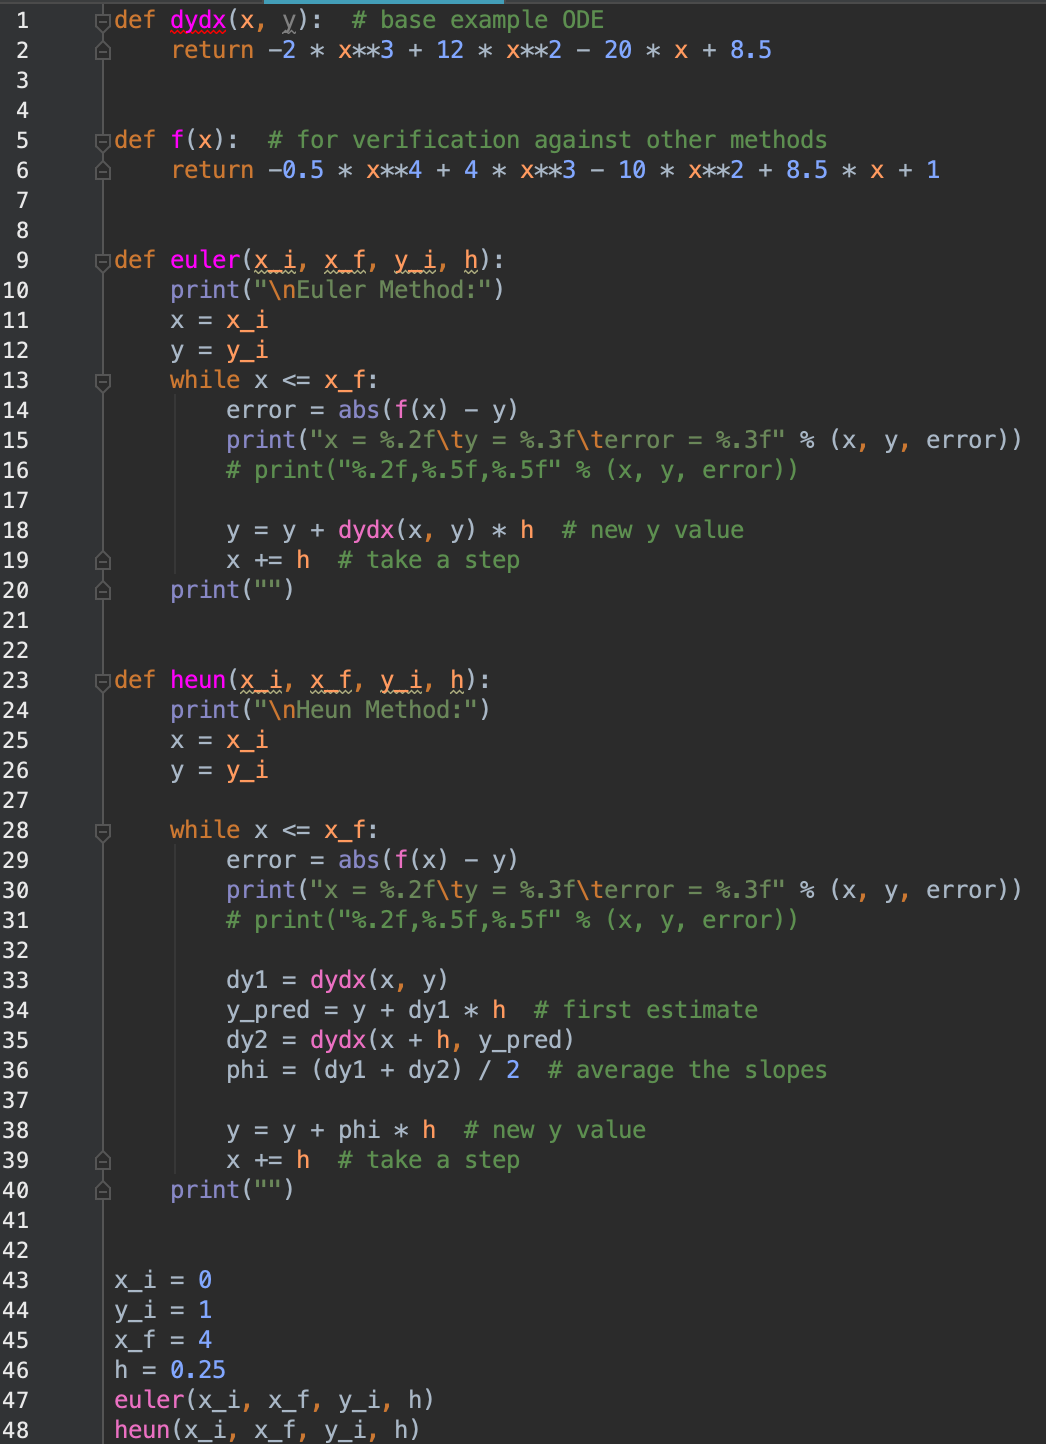 1 def dydx(x, y):  # base example ODE
2     return -2 * x**3 + 12 * x**2 - 20 * x + 8.5
3
4
5 def f(x):  # for verification against other methods
6     return -0.5 * x**4 + 4 * x**3 - 10 * x**2 + 8.5 * x + 1
7
8
9 def euler(x_i, x_f, y_i, h):
10     print("\nEuler Method:")
11     x = x_i
12     y = y_i
13     while x <= x_f:
14         error = abs(f(x) - y)
15         print("x = %.2f\ty = %.3f\terror = %.3f" % (x, y, error))
16         # print("%.2f,%.5f,%.5f" % (x, y, error))
17
18         y = y + dydx(x, y) * h  # new y value
19         x += h  # take a step
20     print("")
21
22
23 def heun(x_i, x_f, y_i, h):
24     print("\nHeun Method:")
25     x = x_i
26     y = y_i
27
28     while x <= x_f:
29         error = abs(f(x) - y)
30         print("x = %.2f\ty = %.3f\terror = %.3f" % (x, y, error))
31         # print("%.2f,%.5f,%.5f" % (x, y, error))
32
33         dy1 = dydx(x, y)
34         y_pred = y + dy1 * h  # first estimate
35         dy2 = dydx(x + h, y_pred)
36         phi = (dy1 + dy2) / 2  # average the slopes
37
38         y = y + phi * h  # new y value
39         x += h  # take a step
40     print("")
41
42
43 x_i = 0
44 y_i = 1
45 x_f = 4
46 h = 0.25
47 euler(x_i, x_f, y_i, h)
48 heun(x_i, x_f, y_i, h)